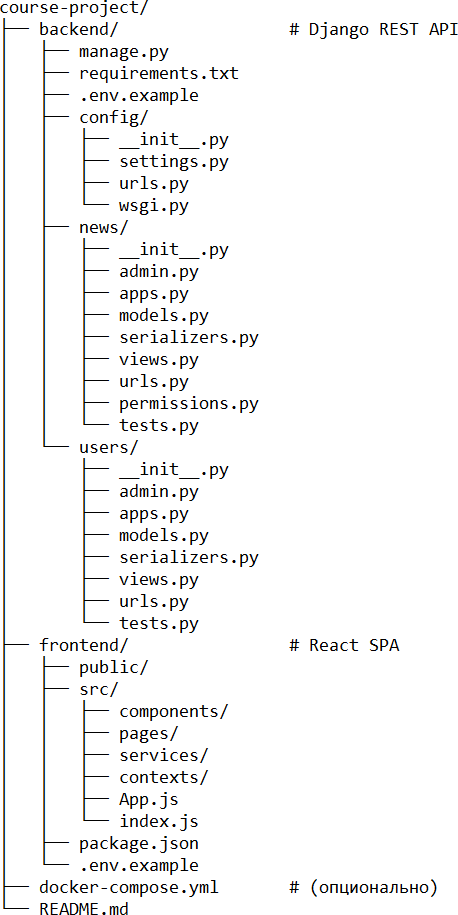 course-project/
├── backend/                # Django REST API
│   ├── manage.py
│   ├── requirements.txt
│   ├── .env.example
│   ├── config/
│   │   ├── __init__.py
│   │   ├── settings.py
│   │   ├── urls.py
│   │   └── wsgi.py
│   ├── news/
│   │   ├── __init__.py
│   │   ├── admin.py
│   │   ├── apps.py
│   │   ├── models.py
│   │   ├── serializers.py
│   │   ├── views.py
│   │   ├── urls.py
│   │   ├── permissions.py
│   │   └── tests.py
│   └── users/
│       ├── __init__.py
│       ├── admin.py
│       ├── apps.py
│       ├── models.py
│       ├── serializers.py
│       ├── views.py
│       ├── urls.py
│       └── tests.py
├── frontend/               # React SPA
│   ├── public/
│   ├── src/
│   │   ├── components/
│   │   ├── pages/
│   │   ├── services/
│   │   ├── contexts/
│   │   ├── App.js
│   │   └── index.js
│   ├── package.json
│   └── .env.example
├── docker-compose.yml      # (опционально)
└── README.md